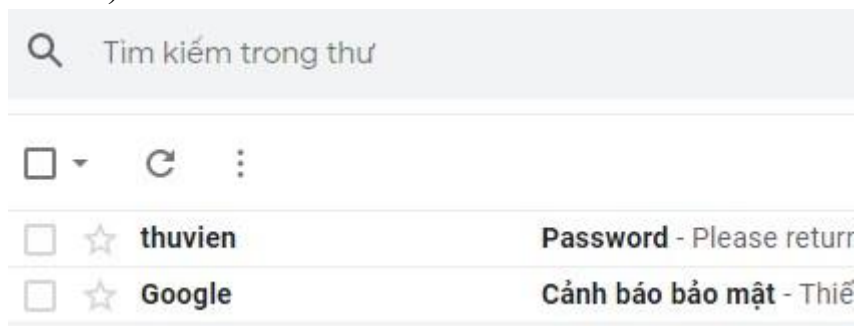 Tìm kiếm trong thư
thuvien Password - Please return
Google Cảnh báo bảo mật - Thiế